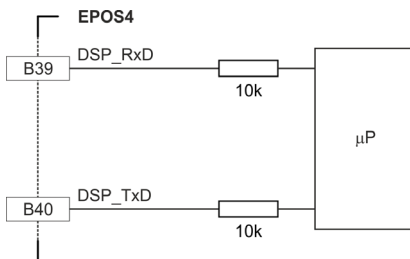 EPOS4
DSP_RxD
B39
10k
µP
DSP_TxD
B40
10k